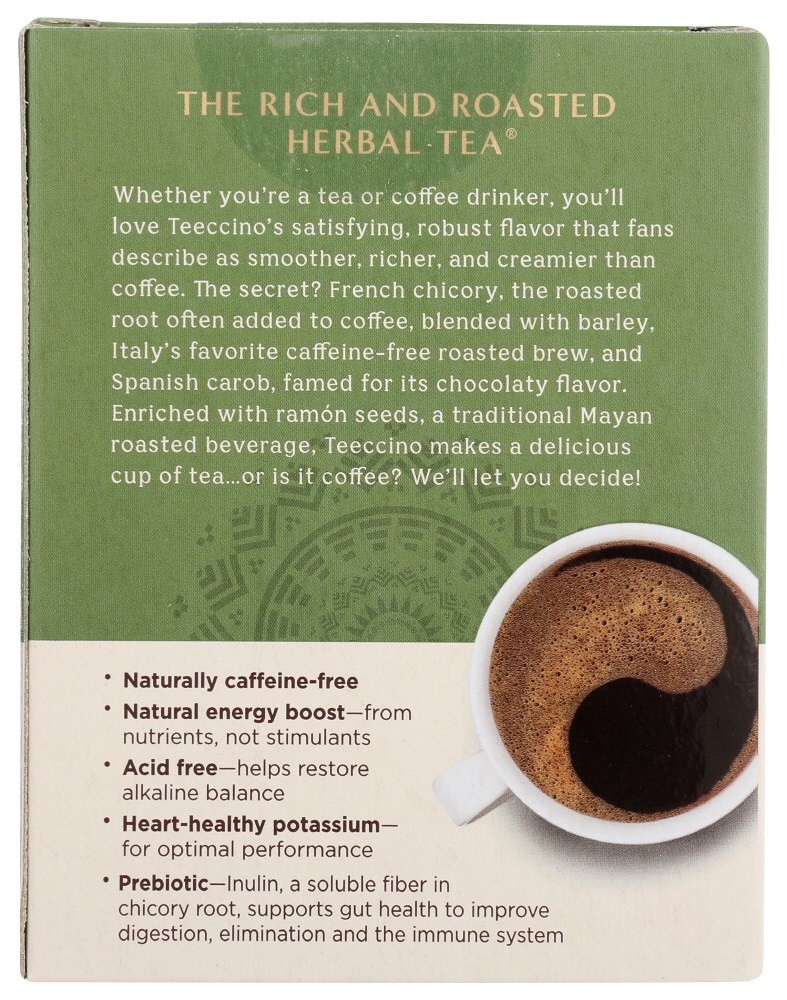 THE RICH AND ROASTED
HERBAL TEA®
Whether you're a tea or coffee drinker, you'll
love Teeccino's satisfying, robust flavor that fans
describe as smoother, richer, and creamier than
coffee. The secret? French chicory, the roasted
root often added to coffee, blended with barley,
Italy's favorite caffeine-free roasted brew, and
Spanish carob, famed for its chocolaty flavor.
Enriched with ramón seeds, a traditional Mayan
roasted beverage, Teeccino makes a delicious
cup of tea...or is it coffee? We'll let you decide!
• Naturally caffeine-free
• Natural energy boost—from
nutrients, not stimulants
• Acid free—helps restore
alkaline balance
• Heart-healthy potassium—
for optimal performance
• Prebiotic—Inulin, a soluble fiber in
chicory root, supports gut health to improve
digestion, elimination and the immune system